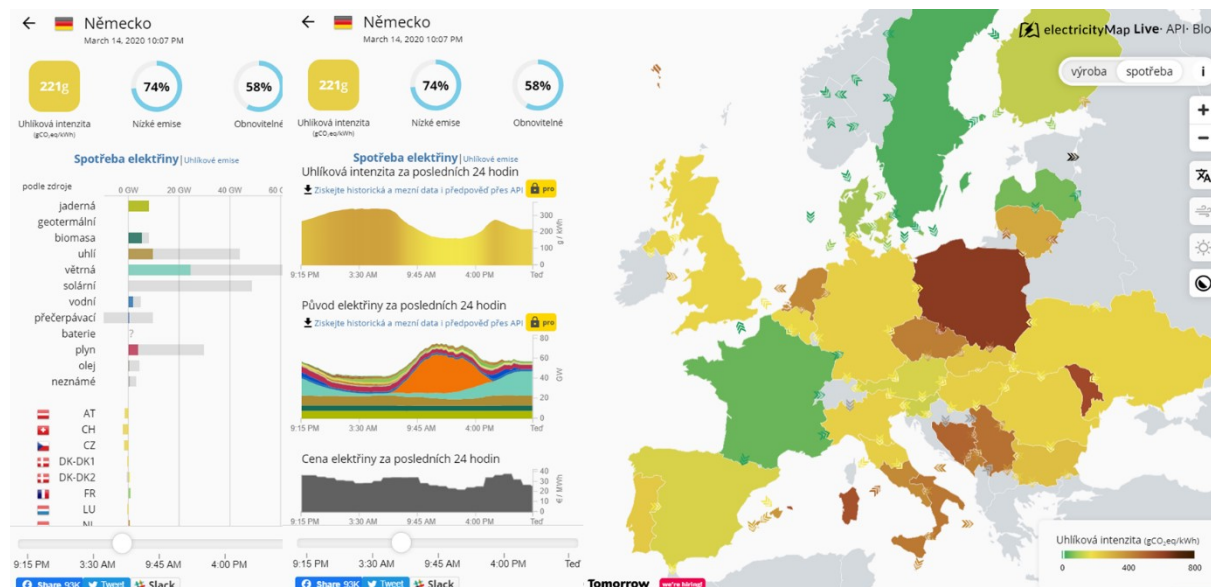 Německo
March 14, 2020 10:07 PM
221g
74%
58%
Uhlíková intenzita
(gCO₂eq/kWh)
Nízké emise
Obnovitelné
Spotřeba elektřiny|Uhlíkové emise
podle zdroje
0 GW 20 GW 40 GW 60 G
jaderná
geotermální
biomasa
uhlí
větrná
solární
vodní
přečerpávací
baterie ?
plyn
olej
neznámé
AT
CH
CZ
DK-DK1
DK-DK2
FR
LU
NL
9:15 PM 3:30 AM 9:45 AM 4:00 PM
Share 93K Tweet Slack
Německo
March 14, 2020 10:07 PM
221g
74%
58%
Uhlíková intenzita
(gCO₂eq/kWh)
Nízké emise
Obnovitelné
Spotřeba elektřiny|Uhlíkové emise
Uhlíková intenzita za posledních 24 hodin
Získejte historická a mezní data i předpověď přes API pro
300
200
100
0
g / kWh
9:15 PM 3:30 AM 9:45 AM 4:00 PM Teď
Původ elektřiny za posledních 24 hodin
Získejte historická a mezní data i předpověď přes API pro
80
60
40
20
0
GW
9:15 PM 3:30 AM 9:45 AM 4:00 PM Teď
Cena elektřiny za posledních 24 hodin
40
30
20
10
0
€ / MWh
9:15 PM 3:30 AM 9:45 AM 4:00 PM Teď
9:15 PM 3:30 AM 9:45 AM 4:00 PM Teď
Share 93K Tweet Slack
electricityMap Live· API· Blo
výroba spotřeba i
+
−
文A
Uhlíková intenzita (gCO₂eq/kWh)
0 400 800
Tomorrow we're hiring!